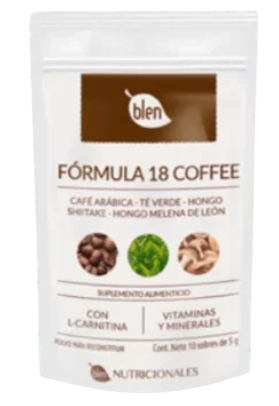 blen
FÓRMULA 18 COFFEE
CAFÉ ARÁBICA - TÉ VERDE - HONGO
SHIITAKE - HONGO MELENA DE LEÓN
SUPLEMENTO ALIMENTICIO
CON
L-CARNITINA
VITAMINAS
Y MINERALES
POLVO PARA RECONSTITUIR
Cont. Neto 10 sobres de 5 g
blen NUTRICIONALES